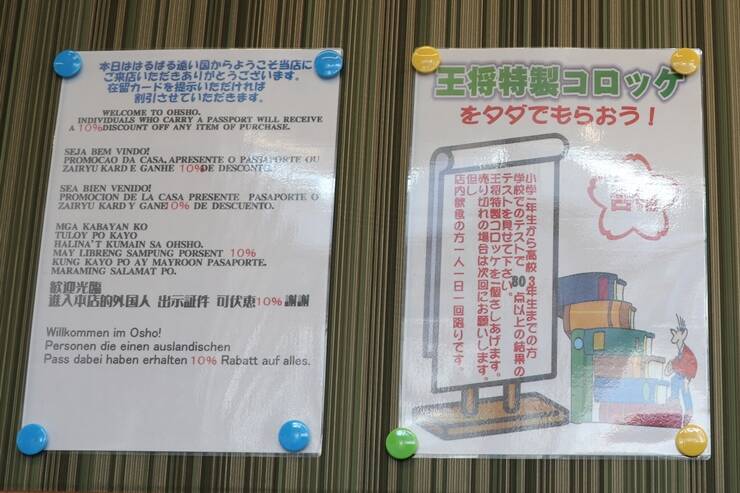 本日ははるばる遠い国からようこそ当店に
ご来店いただきありがとうございます。
在留カードを提示いただければ
割引させていただきます。
WELCOME TO OHSHO.
INDIVIDUALS WHO CARRY A PASSPORT WILL RECEIVE
A 10%DISCOUNT OFF ANY ITEM OF PURCHASE.
SEJA BEM VINDO!
PROMOCAO DA CASA, APRESENTE O PASSAPORTE OU
ZAIRYU KARD E GANHE 10%DE DESCONTO.
SEA BIEN VENIDO!
PROMOCION DE LA CASA PRESENTE PASAPORTE O
ZAIRYU KARD Y GANE10% DE DESCUENTO.
MGA KABAYAN KO
TULOY PO KAYO
HALINA'T KUMAIN SA OHSHO.
MAY LIBRENG SAMPUNG PORSENT 10%
KUNG KAYO PO AY MAYROON PASAPORTE.
MARAMING SALAMAT PO.
歓迎光臨
進入本店的外国人 出示証件 可伏恵10%謝謝
Willkommen im Osho!
Personen die einen auslandischen
Pass dabei haben erhalten 10% Rabatt auf alles.
王将特製コロッケ
をタダでもらおう!
小学1年生から高校3年生までの方
学校でのテストで80点以上の結果の
テストを見せて下さい。
王将特製コロッケを一個さしあげます。
売り切れの場合は次回にお願いします。
但し
店内飲食の方一人一日一回限りです。